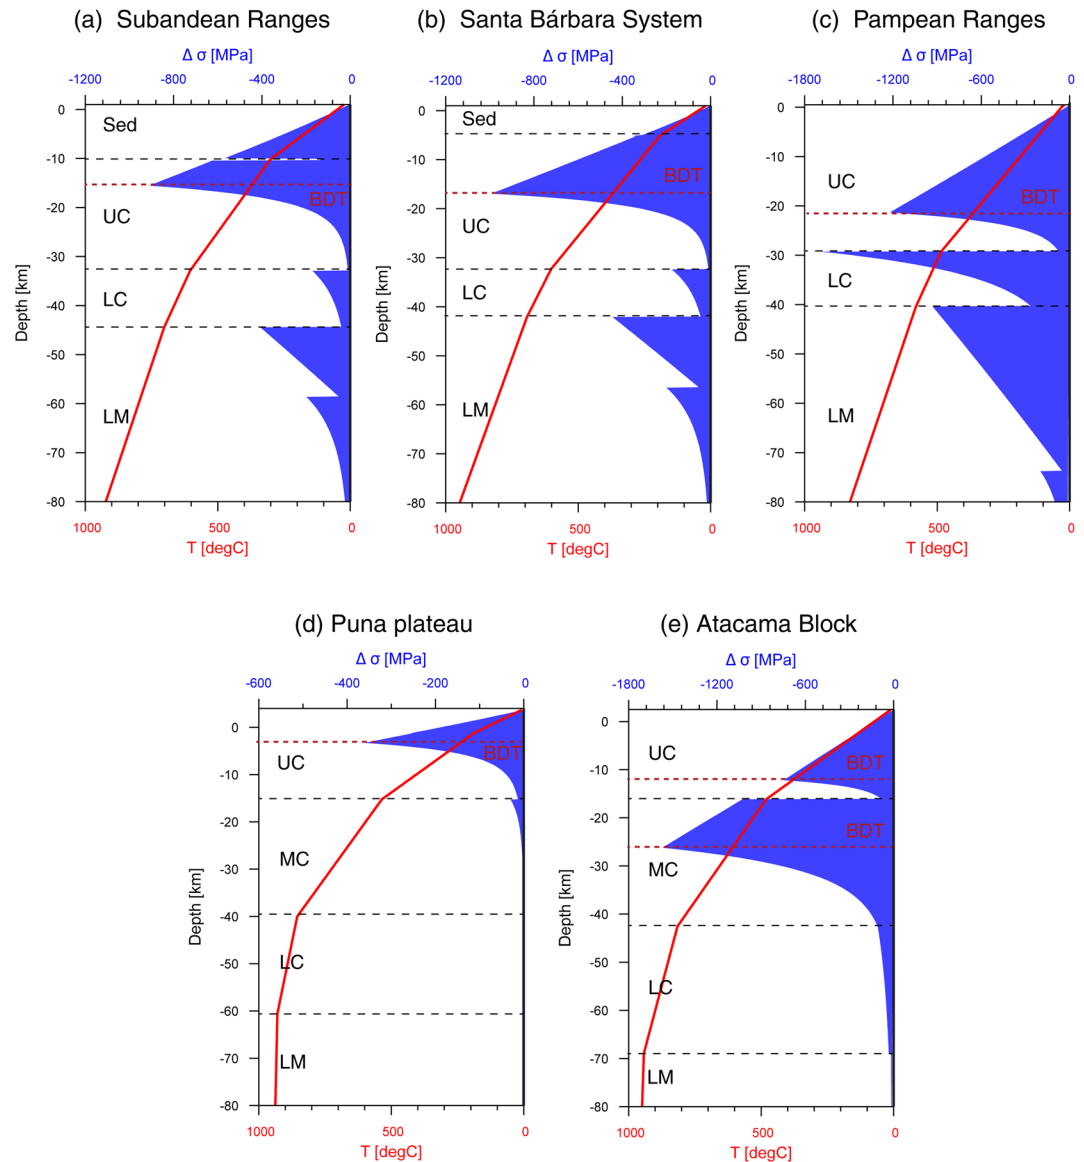 (a) Subandean Ranges
Δ σ [MPa]
-1200 -800 -400 0
0
-10
-20
-30
-40
-50
-60
-70
-80
Depth [km]
Sed
BDT
UC
LC
LM
1000 500 0
T [degC]
(b) Santa Bárbara System
Δ σ [MPa]
-1200 -800 -400 0
0
-10
-20
-30
-40
-50
-60
-70
-80
Depth [km]
Sed
BDT
UC
LC
LM
1000 500 0
T [degC]
(c) Pampean Ranges
Δ σ [MPa]
-1800 -1200 -600 0
0
-10
-20
-30
-40
-50
-60
-70
-80
Depth [km]
UC
BDT
LC
LM
1000 500 0
T [degC]
(d) Puna plateau
Δ σ [MPa]
-600 -400 -200 0
0
-10
-20
-30
-40
-50
-60
-70
-80
Depth [km]
BDT
UC
MC
LC
LM
1000 500 0
T [degC]
(e) Atacama Block
Δ σ [MPa]
-1800 -1200 -600 0
0
-10
-20
-30
-40
-50
-60
-70
-80
Depth [km]
UC
BDT
BDT
MC
LC
LM
1000 500 0
T [degC]